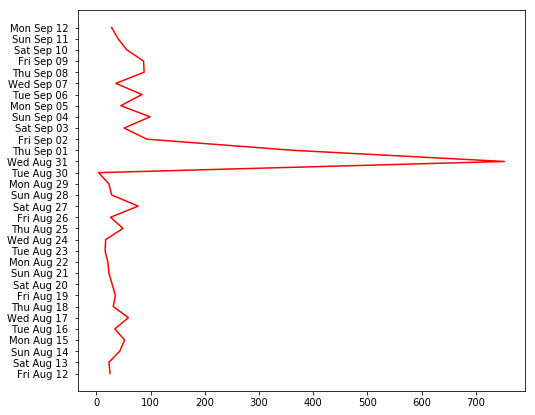 Mon Sep 12
Sun Sep 11
Sat Sep 10
Fri Sep 09
Thu Sep 08
Wed Sep 07
Tue Sep 06
Mon Sep 05
Sun Sep 04
Sat Sep 03
Fri Sep 02
Thu Sep 01
Wed Aug 31
Tue Aug 30
Mon Aug 29
Sun Aug 28
Sat Aug 27
Fri Aug 26
Thu Aug 25
Wed Aug 24
Tue Aug 23
Mon Aug 22
Sun Aug 21
Sat Aug 20
Fri Aug 19
Thu Aug 18
Wed Aug 17
Tue Aug 16
Mon Aug 15
Sun Aug 14
Sat Aug 13
Fri Aug 12
0 100 200 300 400 500 600 700